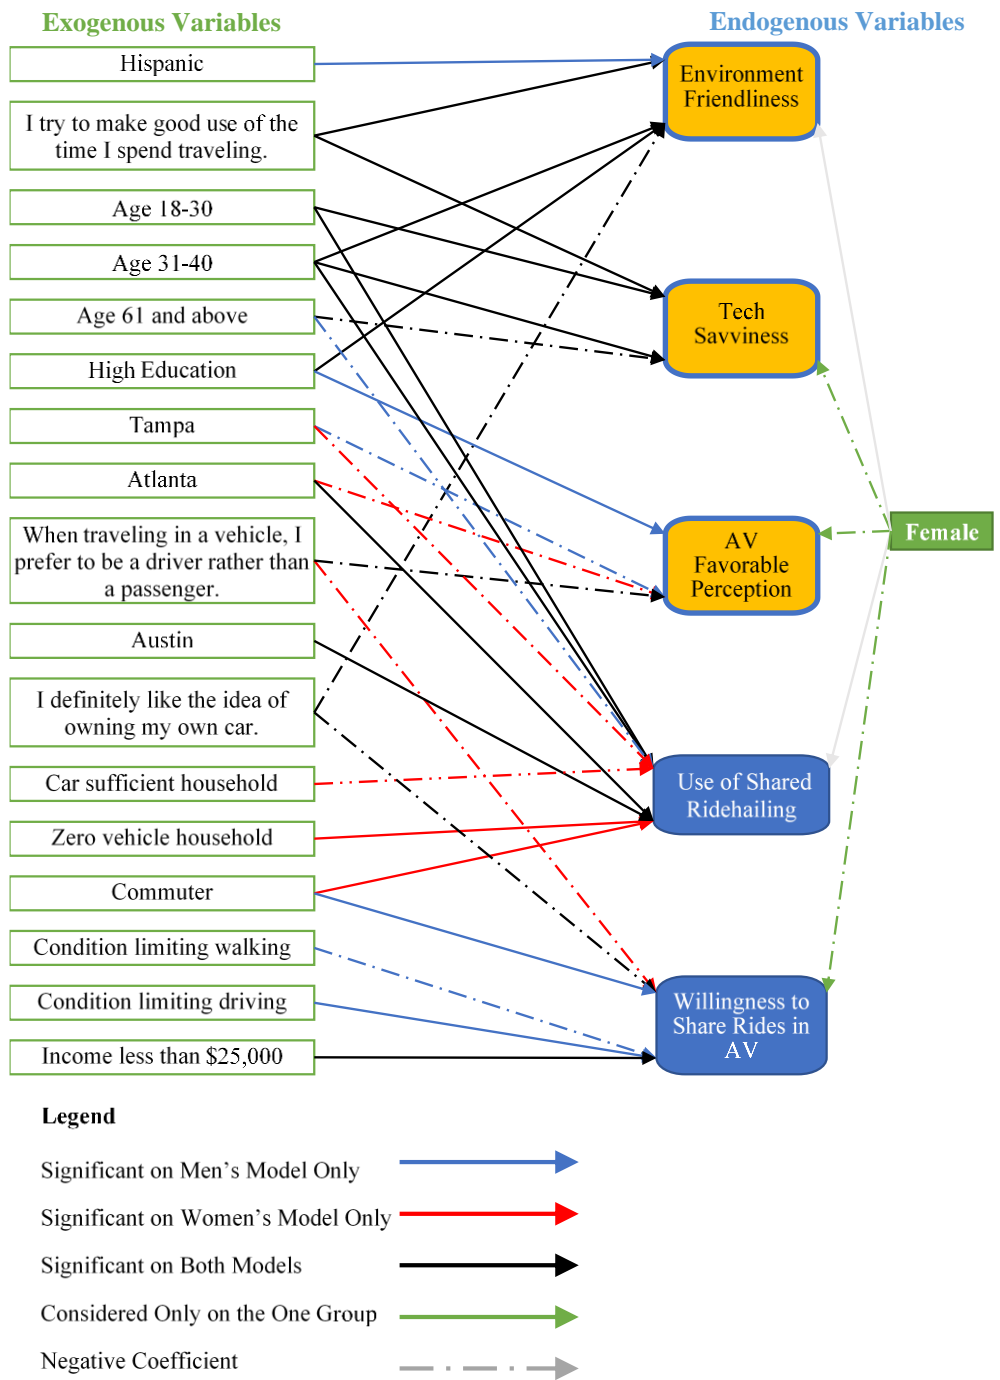 Exogenous Variables
Endogenous Variables
Hispanic
I try to make good use of the
time I spend traveling.
Age 18-30
Age 31-40
Age 61 and above
High Education
Tampa
Atlanta
When traveling in a vehicle, I
prefer to be a driver rather than
a passenger.
Austin
I definitely like the idea of
owning my own car.
Car sufficient household
Zero vehicle household
Commuter
Condition limiting walking
Condition limiting driving
Income less than $25,000
Environment
Friendliness
Tech
Savviness
AV
Favorable
Perception
Use of Shared
Ridehailing
Willingness to
Share Rides in
AV
Female
Legend
Significant on Men's Model Only
Significant on Women's Model Only
Significant on Both Models
Considered Only on the One Group
Negative Coefficient